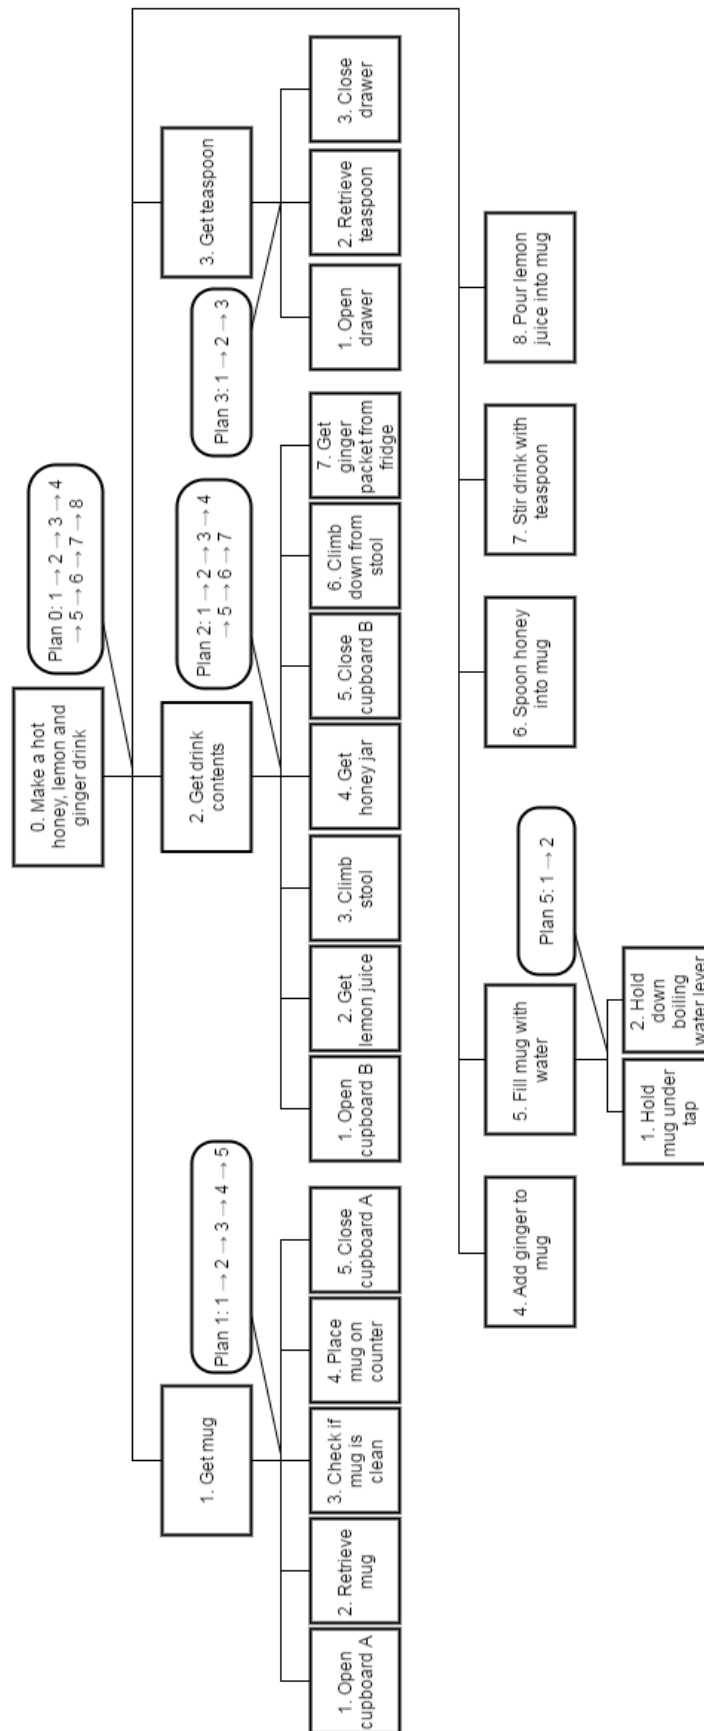 0. Make a hot
honey, lemon and
ginger drink
Plan 0: 1 → 2 → 3 → 4
→ 5 → 6 → 7 → 8
1. Get mug
Plan 1: 1 → 2 → 3 → 4 → 5
2. Get drink
contents
Plan 2: 1 → 2 → 3 → 4
→ 5 → 6 → 7
Plan 3: 1 → 2 → 3
3. Get teaspoon
1. Open
cupboard A
2. Retrieve
mug
3. Check if
mug is
clean
4. Place
mug on
counter
5. Close
cupboard A
1. Open
cupboard B
2. Get
lemon juice
3. Climb
stool
4. Get
honey jar
5. Close
cupboard B
6. Climb
down from
stool
7. Get
ginger
packet from
fridge
1. Open
drawer
2. Retrieve
teaspoon
3. Close
drawer
4. Add ginger to
mug
5. Fill mug with
water
Plan 5: 1 → 2
6. Spoon honey
into mug
7. Stir drink with
teaspoon
8. Pour lemon
juice into mug
1. Hold
mug under
tap
2. Hold
down
boiling
water lever